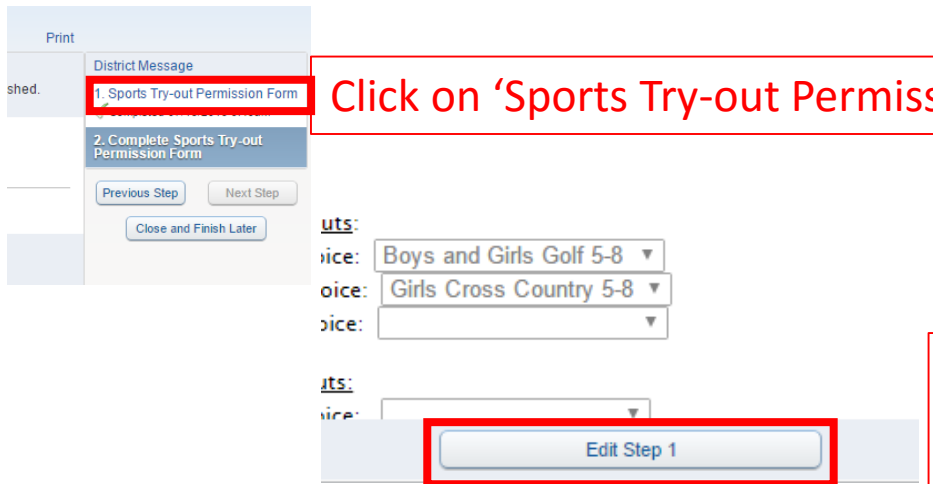 Print
District Message
shed.
1. Sports Try-out Permission Form
Click on ‘Sports Try-out Permiss
2. Complete Sports Try-out
Permission Form
Previous Step
Next Step
Close and Finish Later
uts:
oice: Boys and Girls Golf 5-8
oice: Girls Cross Country 5-8
oice:
uts:
oice:
Edit Step 1